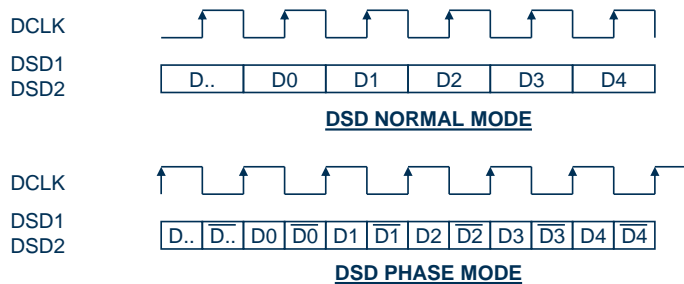 DCLK
DSD1
DSD2
D.. D0 D1 D2 D3 D4
DSD NORMAL MODE
DCLK
DSD1
DSD2
D.. D̅.̅.̅ D0 D̅0̅ D1 D̅1̅ D2 D̅2̅ D3 D̅3̅ D4 D̅4̅
DSD PHASE MODE